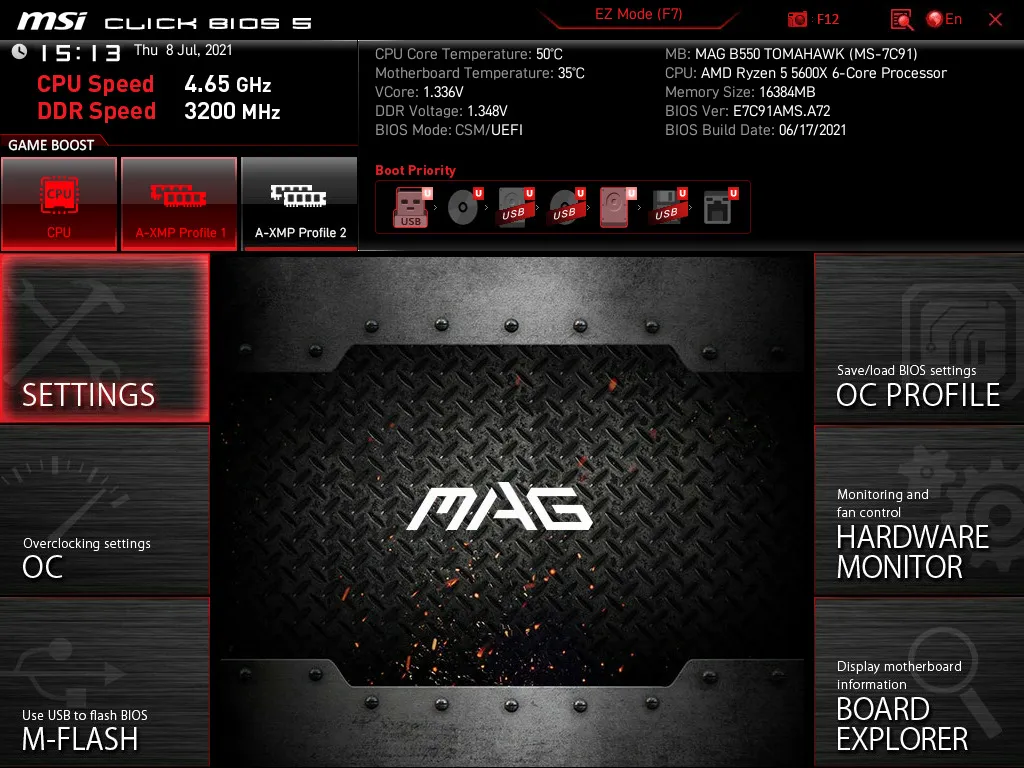 msi CLICK BIOS 5
EZ Mode (F7)
: F12
En
15:13 Thu 8 Jul, 2021
CPU Speed 4.65 GHz
DDR Speed 3200 MHz
CPU Core Temperature: 50°C
Motherboard Temperature: 35°C
VCore: 1.336V
DDR Voltage: 1.348V
BIOS Mode: CSM/UEFI
MB: MAG B550 TOMAHAWK (MS-7C91)
CPU: AMD Ryzen 5 5600X 6-Core Processor
Memory Size: 16384MB
BIOS Ver: E7C91AMS.A72
BIOS Build Date: 06/17/2021
GAME BOOST
CPU
CPU
A-XMP Profile 1
A-XMP Profile 2
Boot Priority
U U U U U U U
USB USB USB USB
SETTINGS
Overclocking settings
OC
Use USB to flash BIOS
M-FLASH
MAG
Save/load BIOS settings
OC PROFILE
Monitoring and
fan control
HARDWARE
MONITOR
Display motherboard
information
BOARD
EXPLORER